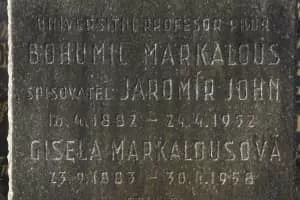 UNIVERSITNÍ PROFESOR PHDR.
BOHUMIL MARKALOUS
SPISOVATEL JAROMÍR JOHN
16.4.1882 - 24.4.1952
GISELA MARKALOUSOVÁ
23.9.1883 - 30.4.1958